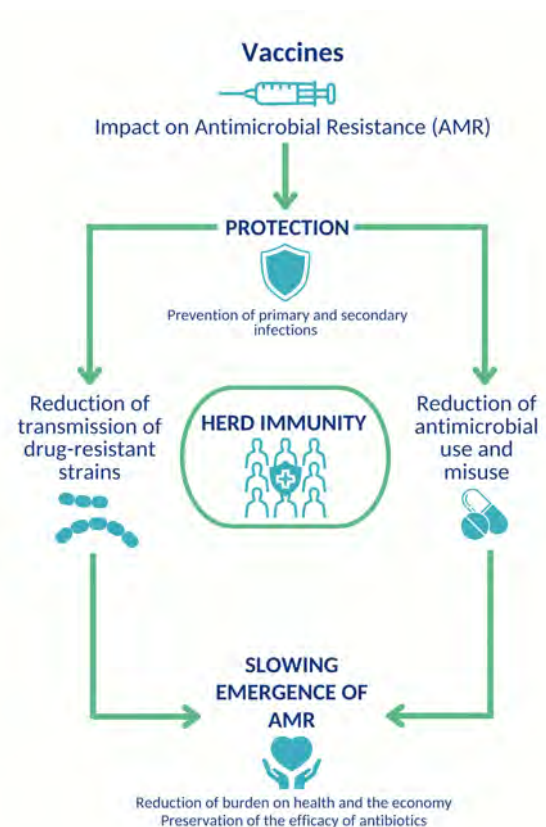 Vaccines
Impact on Antimicrobial Resistance (AMR)
PROTECTION
Prevention of primary and secondary
infections
Reduction of
transmission of
drug-resistant
strains
HERD IMMUNITY
Reduction of
antimicrobial
use and
misuse
SLOWING
EMERGENCE OF
AMR
Reduction of burden on health and the economy
Preservation of the efficacy of antibiotics